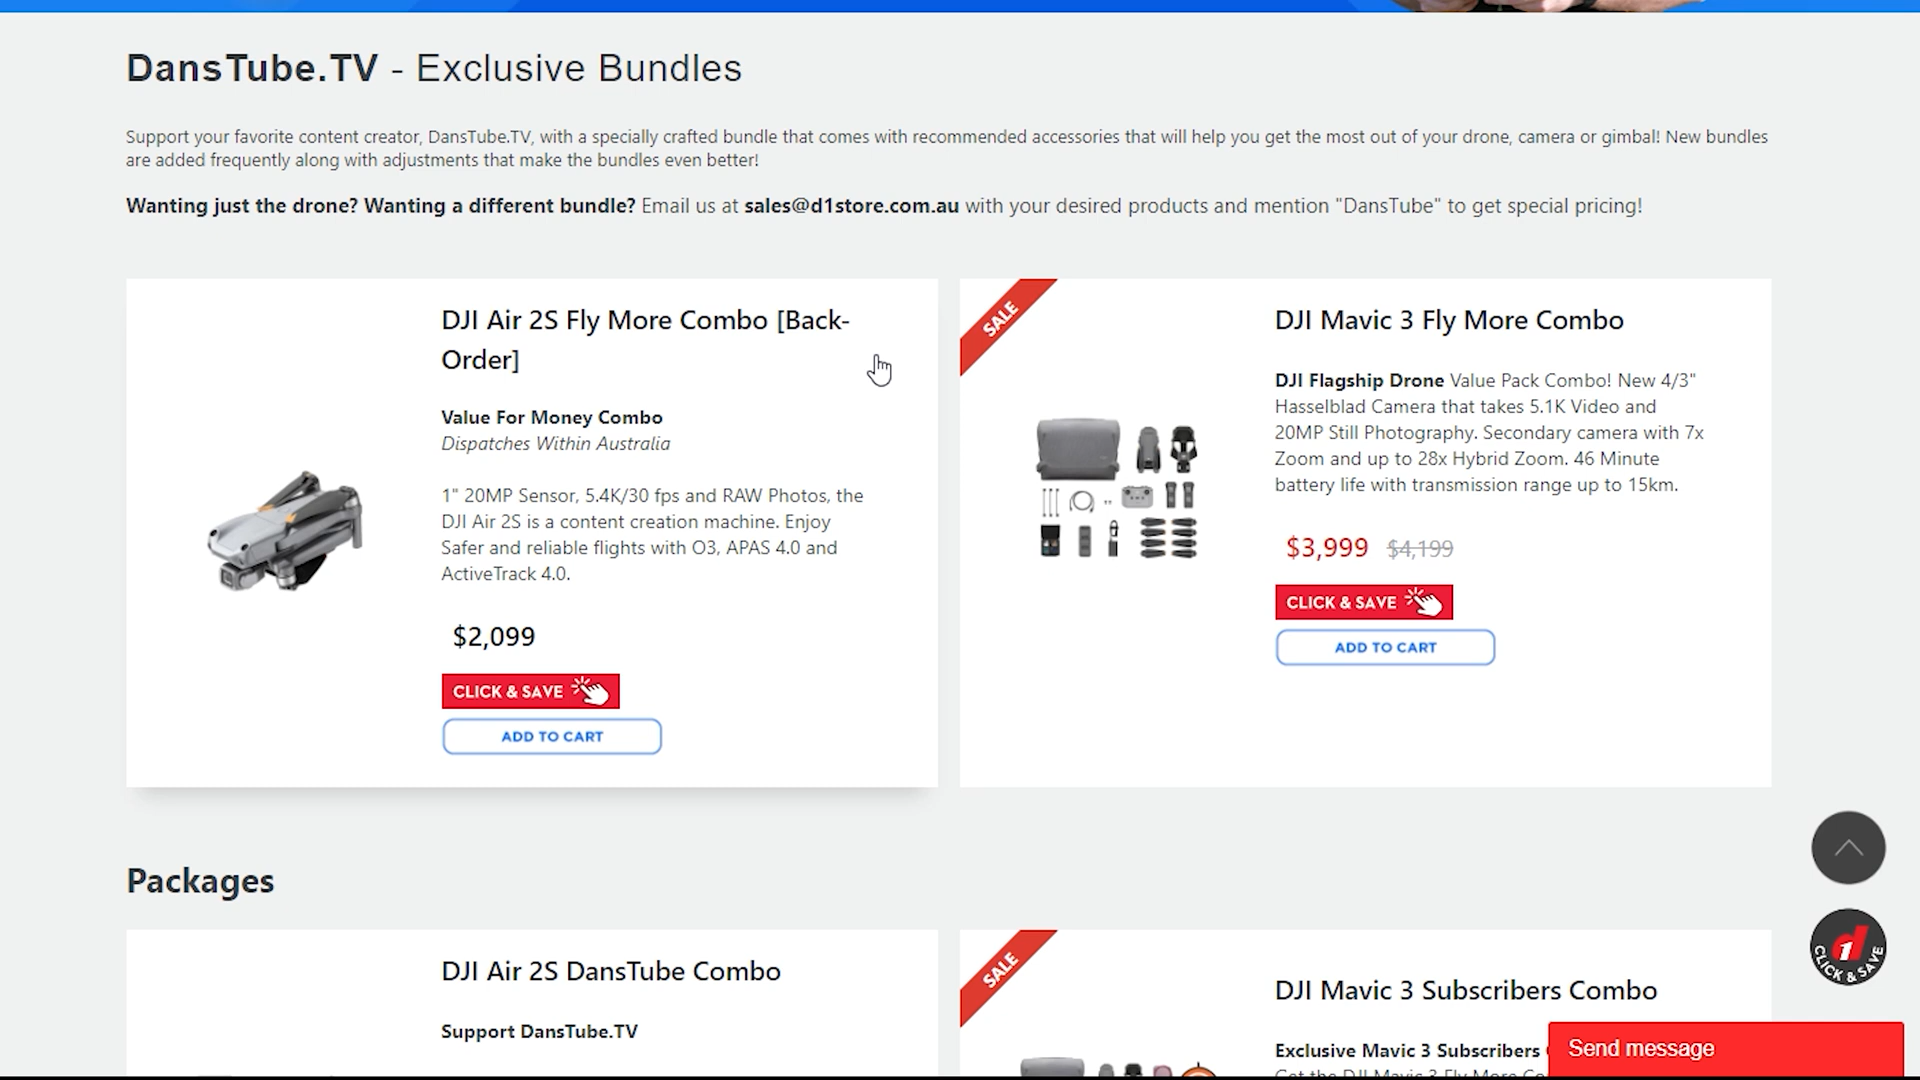 DansTube.TV - Exclusive Bundles
Support your favorite content creator, DansTube.TV, with a specially crafted bundle that comes with recommended accessories that will help you get the most out of your drone, camera or gimbal! New bundles
are added frequently along with adjustments that make the bundles even better!
Wanting just the drone? Wanting a different bundle? Email us at sales@d1store.com.au with your desired products and mention "DansTube" to get special pricing!
DJI Air 2S Fly More Combo [Back-
Order]
Value For Money Combo
Dispatches Within Australia
1" 20MP Sensor, 5.4K/30 fps and RAW Photos, the
DJI Air 2S is a content creation machine. Enjoy
Safer and reliable flights with O3, APAS 4.0 and
ActiveTrack 4.0.
$2,099
CLICK & SAVE
ADD TO CART
SALE
DJI Mavic 3 Fly More Combo
DJI Flagship Drone Value Pack Combo! New 4/3"
Hasselblad Camera that takes 5.1K Video and
20MP Still Photography. Secondary camera with 7x
Zoom and up to 28x Hybrid Zoom. 46 Minute
battery life with transmission range up to 15km.
$3,999 $4,199
CLICK & SAVE
ADD TO CART
Packages
DJI Air 2S DansTube Combo
Support DansTube.TV
SALE
DJI Mavic 3 Subscribers Combo
Exclusive Mavic 3 Subscribers
Get the DJI Mavic 3 Fly More
d1
CLICK & SAVE
Send message